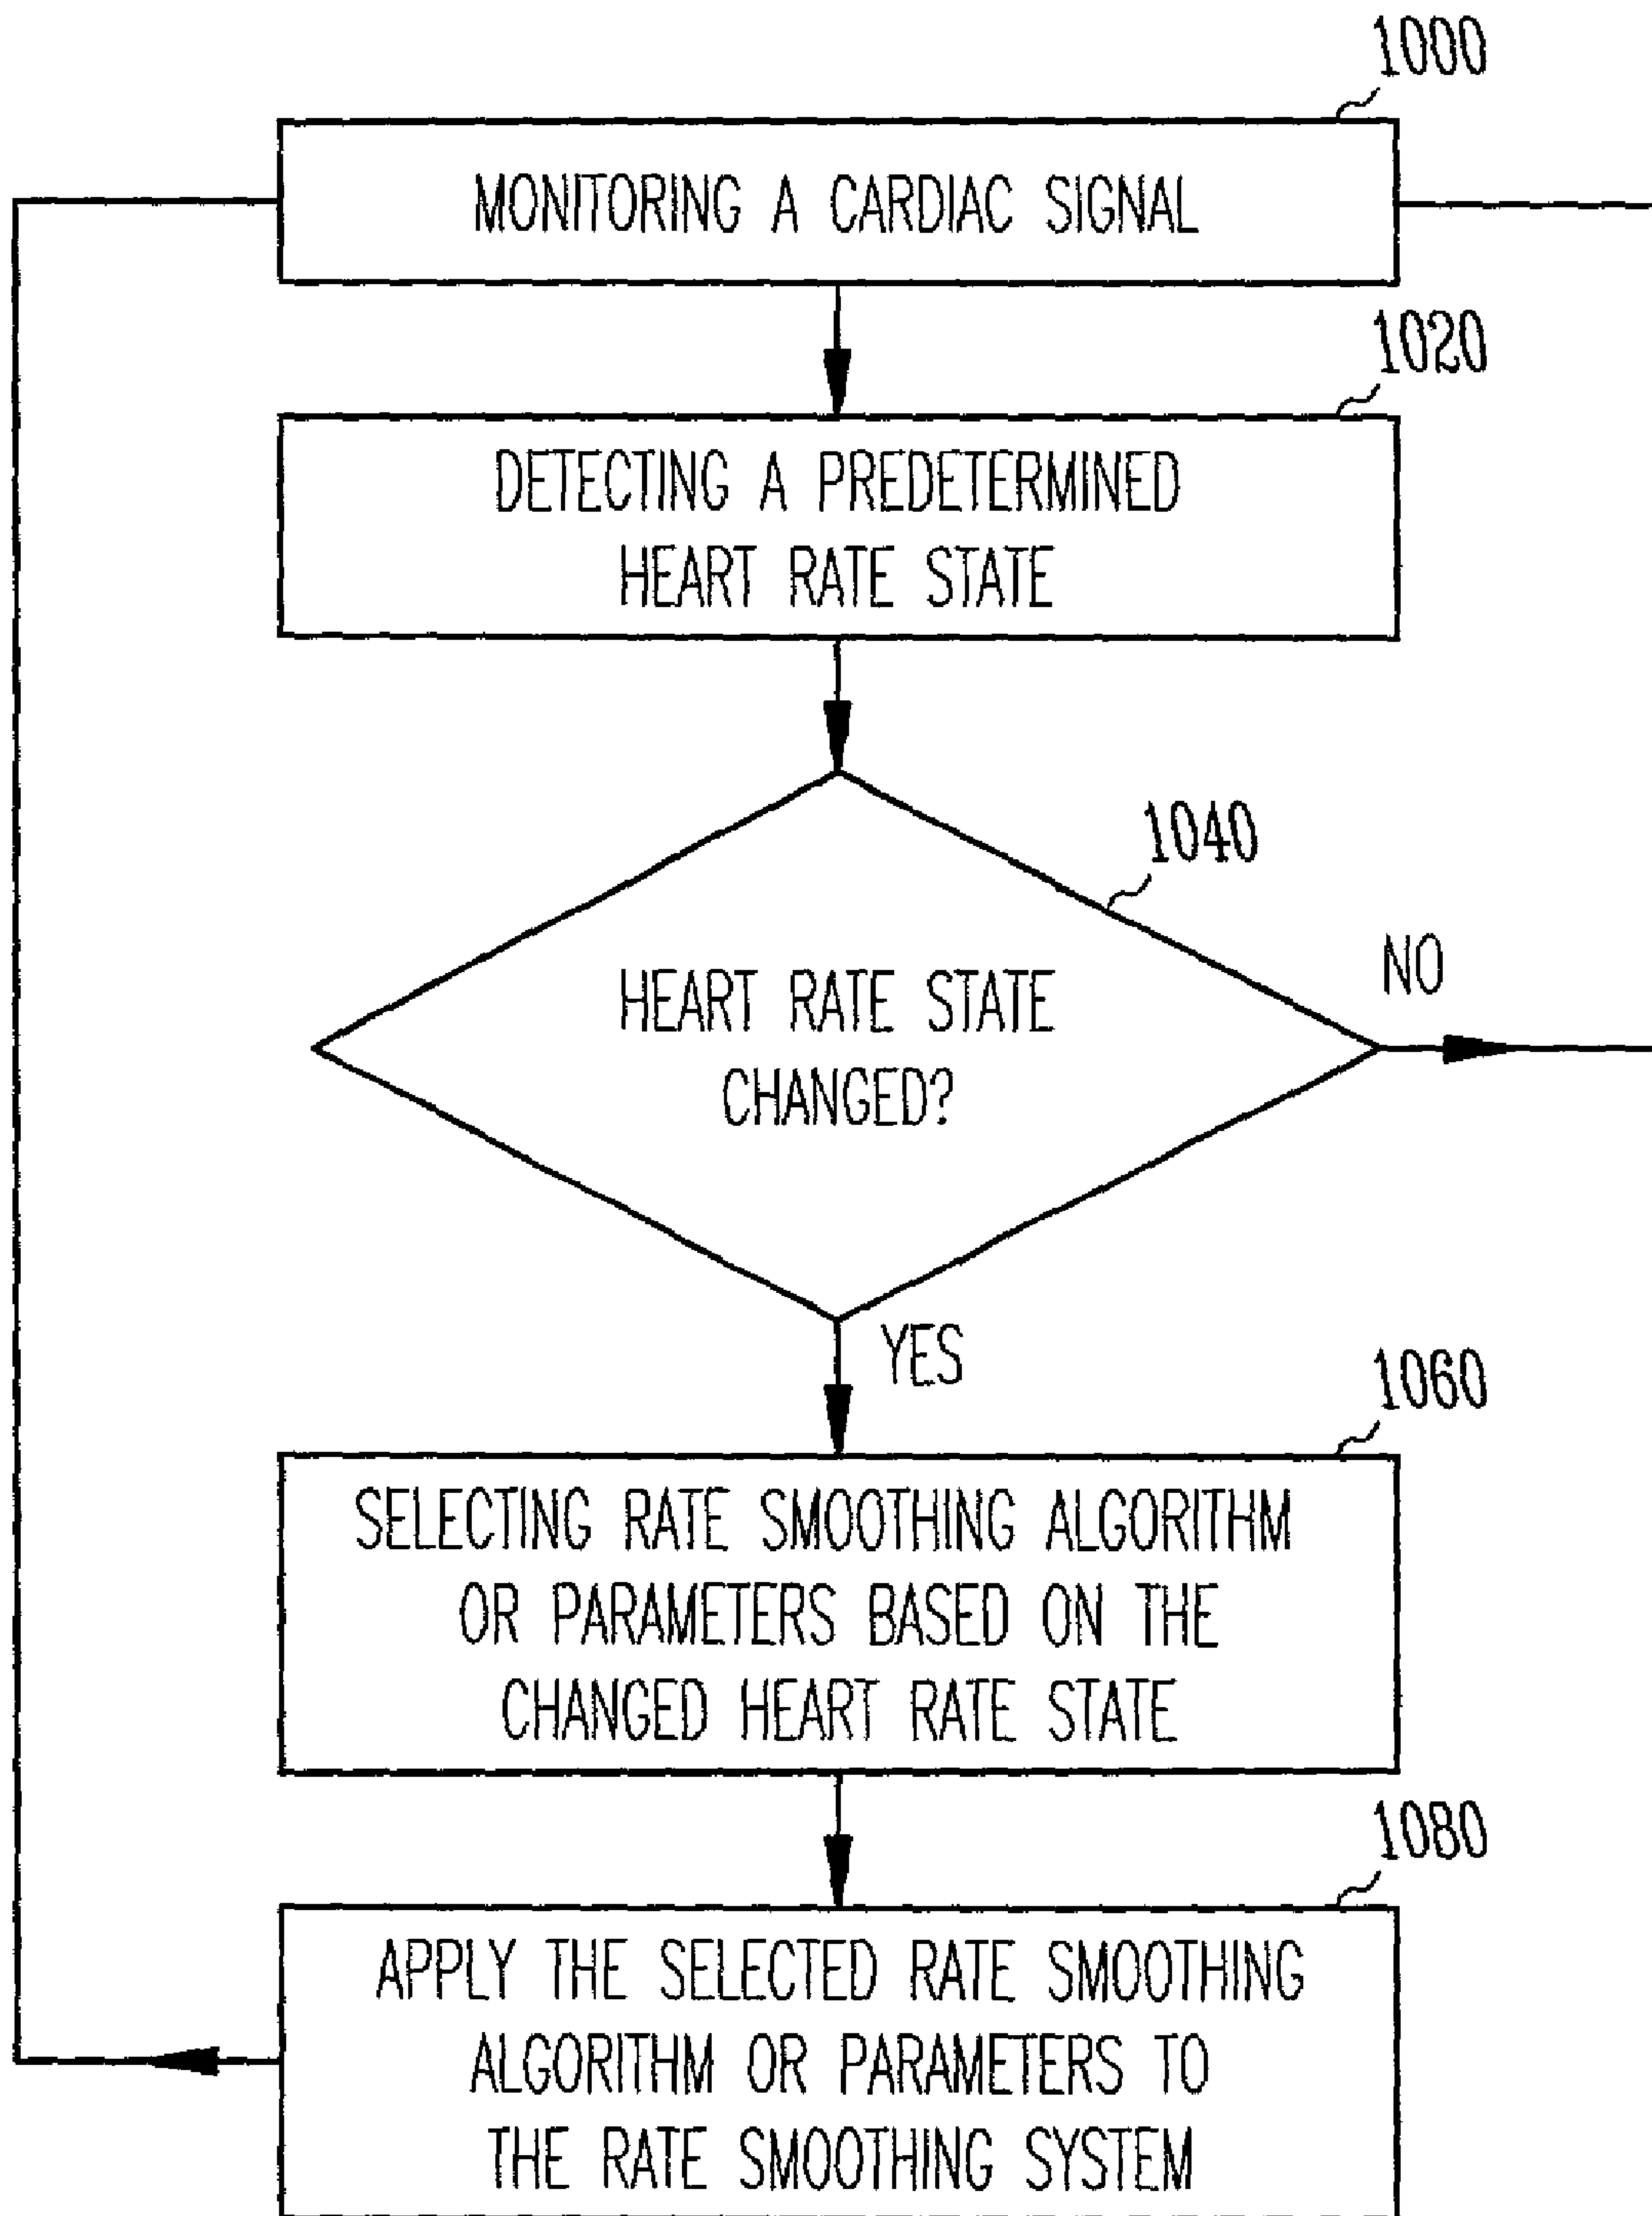 1000
MONITORING A CARDIAC SIGNAL
1020
DETECTING A PREDETERMINED
HEART RATE STATE
1040
HEART RATE STATE
CHANGED?
NO
YES
1060
SELECTING RATE SMOOTHING ALGORITHM
OR PARAMETERS BASED ON THE
CHANGED HEART RATE STATE
1080
APPLY THE SELECTED RATE SMOOTHING
ALGORITHM OR PARAMETERS TO
THE RATE SMOOTHING SYSTEM